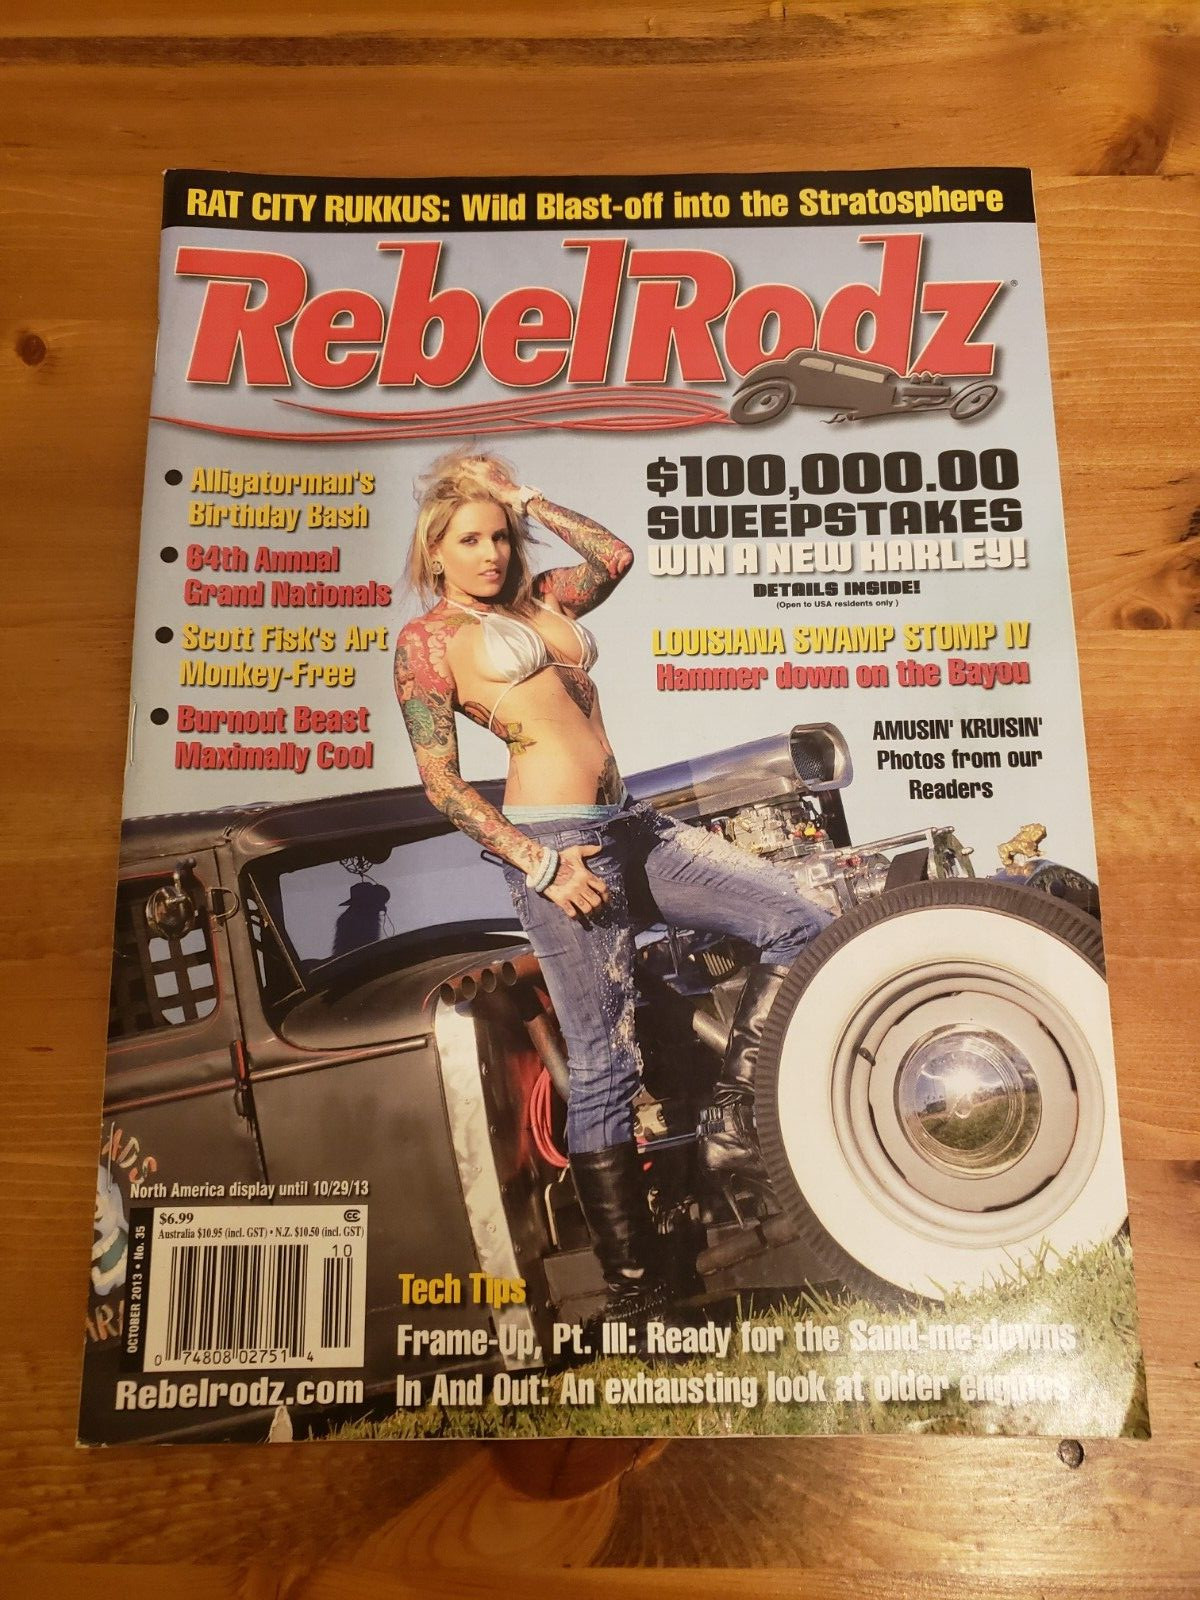 RAT CITY RUKKUS: Wild Blast-off into the Stratosphere
RebelRodz®
• Alligatorman's
Birthday Bash
• 64th Annual
Grand Nationals
• Scott Fisk's Art
Monkey-Free
• Burnout Beast
Maximally Cool
$100,000.00
SWEEPSTAKES
WIN A NEW HARLEY!
DETAILS INSIDE!
(Open to USA residents only )
LOUISIANA SWAMP STOMP IV
Hammer down on the Bayou
AMUSIN' KRUISIN'
Photos from our
Readers
North America display until 10/29/13
OCTOBER 2013 • No. 35
$6.99
CC
Australia $10.95 (incl. GST) • N.Z. $10.50 (incl. GST)
10
0 74808 02751 4
Rebelrodz.com
Tech Tips
Frame-Up, Pt. III: Ready for the Sand-me-downs
In And Out: An exhausting look at older engines